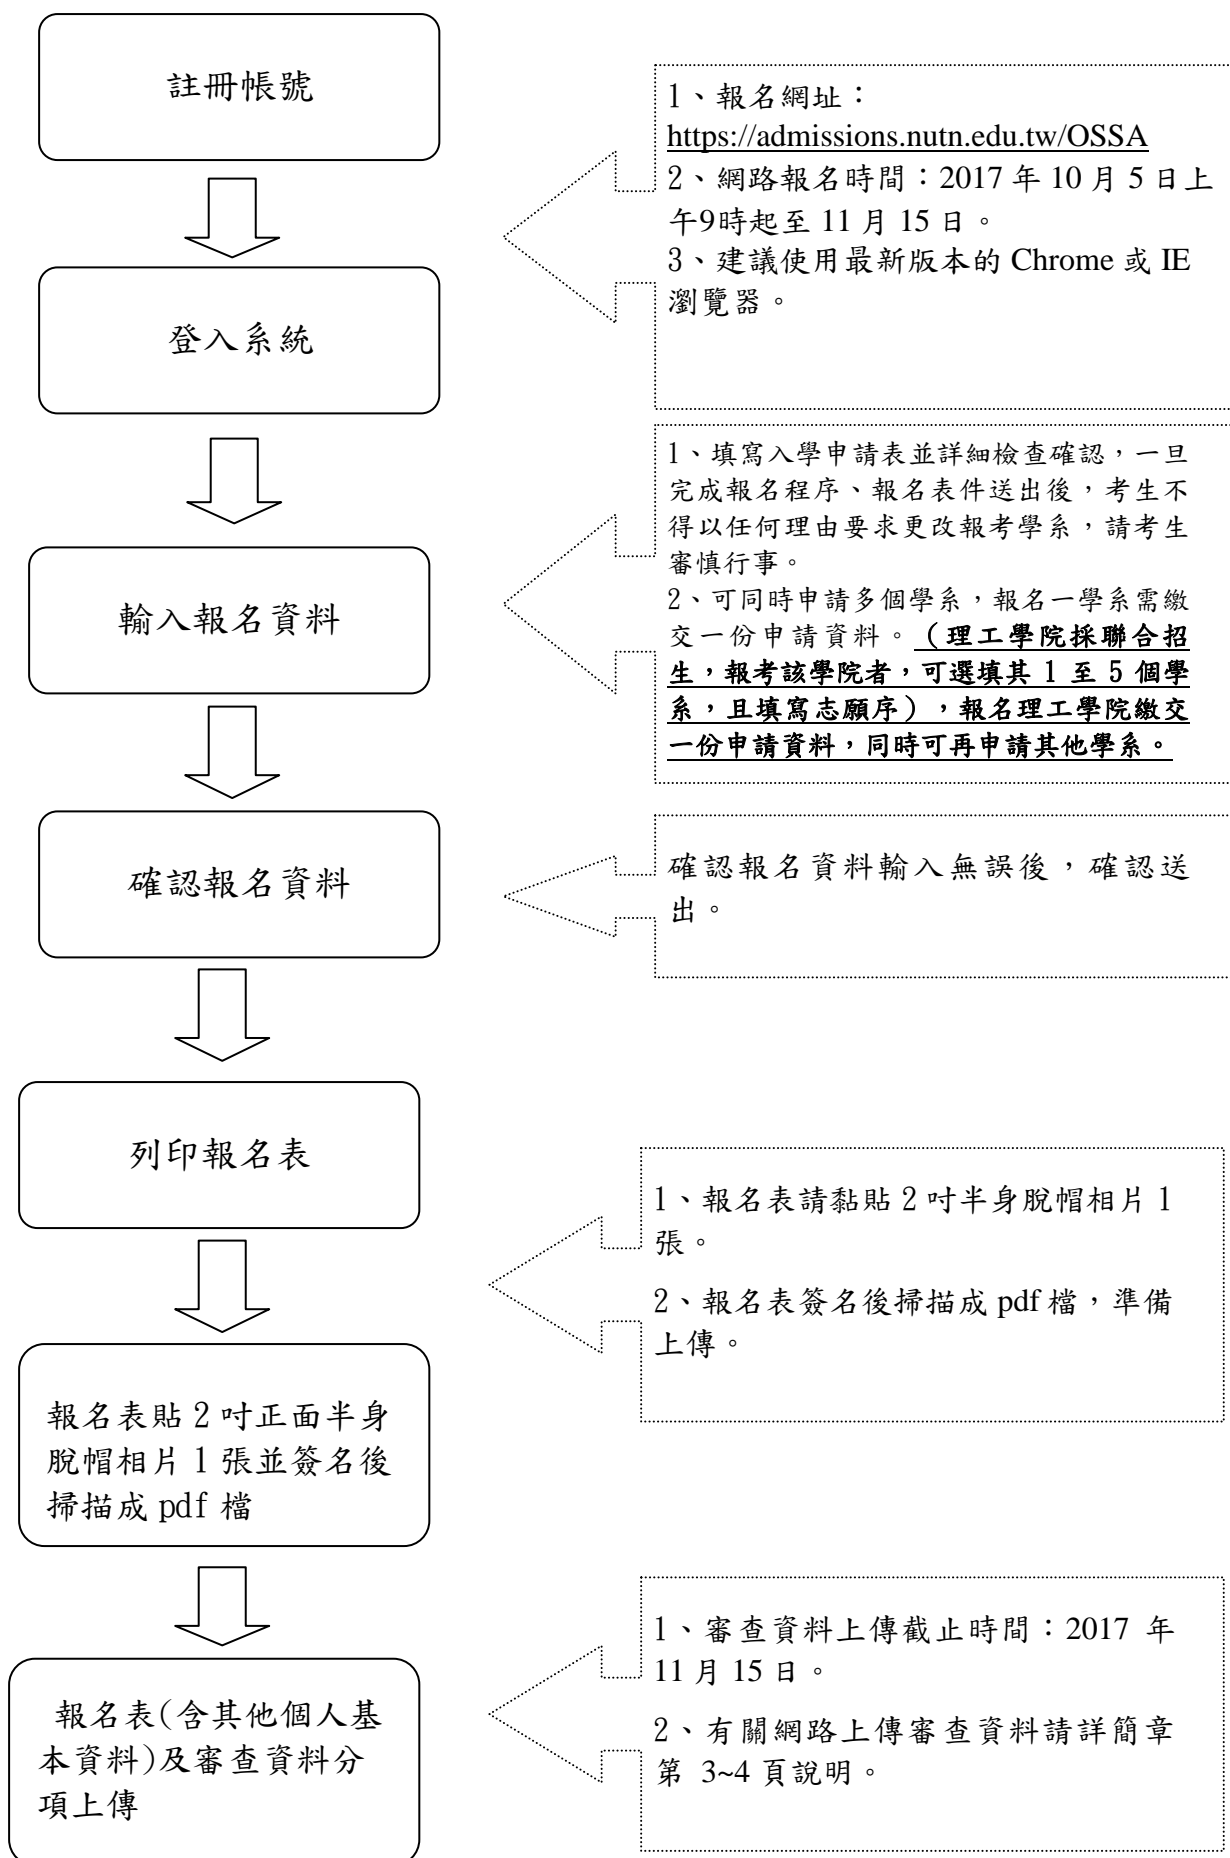 註冊帳號
1、報名網址：
https://admissions.nutn.edu.tw/OSSA
2、網路報名時間：2017 年 10 月 5 日上
午9時起至 11 月 15 日。
3、建議使用最新版本的 Chrome 或 IE
瀏覽器。
登入系統
1、填寫入學申請表並詳細檢查確認，一旦
完成報名程序、報名表件送出後，考生不
得以任何理由要求更改報考學系，請考生
審慎行事。
2、可同時申請多個學系，報名一學系需繳
交一份申請資料。（理工學院採聯合招
生，報考該學院者，可選填其 1 至 5 個學
系，且填寫志願序），報名理工學院繳交
一份申請資料，同時可再申請其他學系。
輸入報名資料
確認報名資料
確認報名資料輸入無誤後，確認送
出。
列印報名表
1、報名表請黏貼 2 吋半身脫帽相片 1
張。
2、報名表簽名後掃描成 pdf 檔，準備
上傳。
報名表貼 2 吋正面半身
脫帽相片 1 張並簽名後
掃描成 pdf 檔
1、審查資料上傳截止時間：2017 年
11 月 15 日。
2、有關網路上傳審查資料請詳簡章
第 3~4 頁說明。
報名表(含其他個人基
本資料)及審查資料分
項上傳